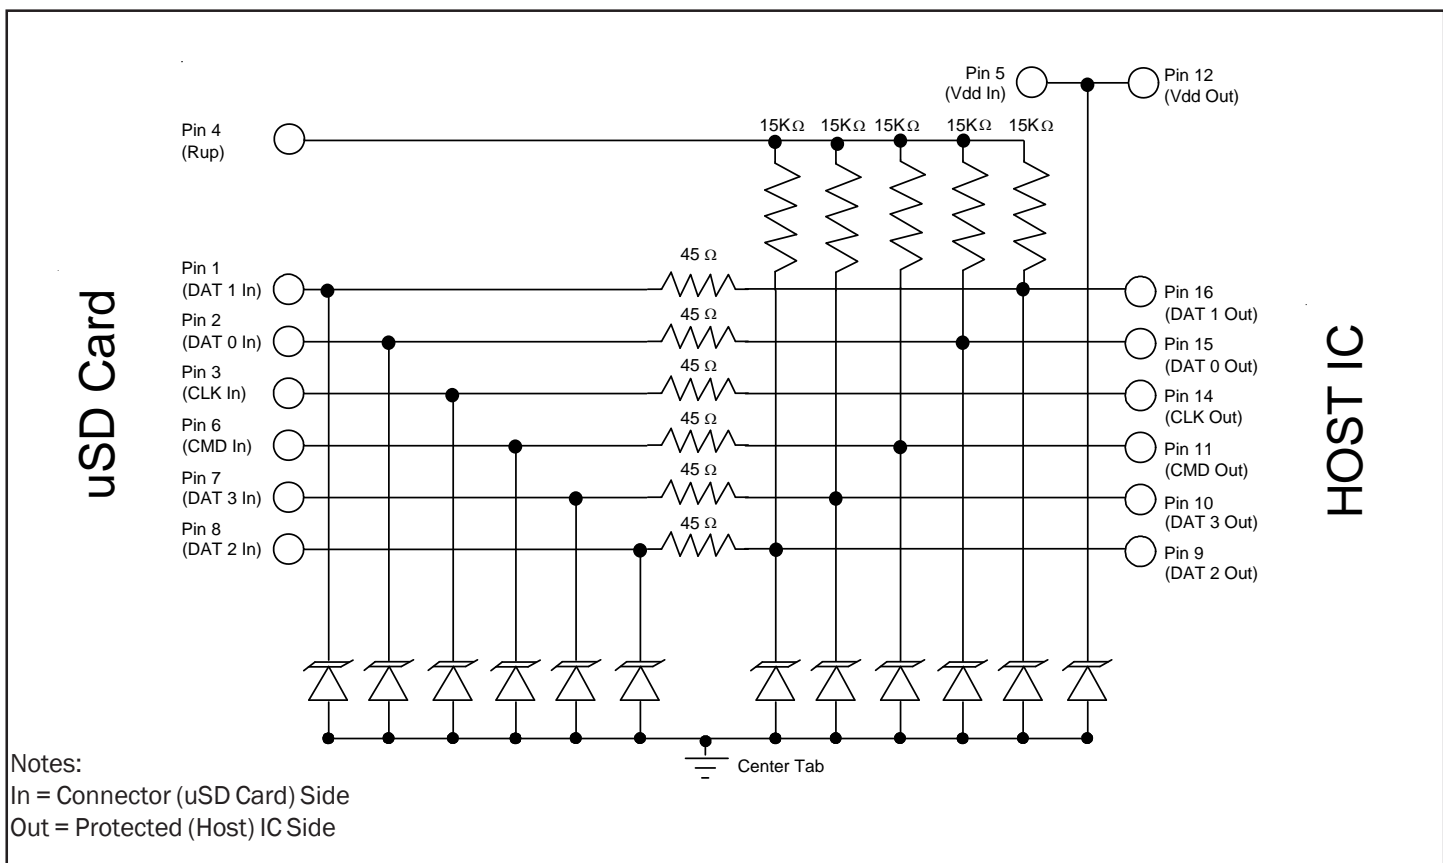 Pin 5
(Vdd In)
Pin 12
(Vdd Out)
Pin 4
(Rup)
15KΩ
15KΩ
15KΩ
15KΩ
15KΩ
uSD Card
HOST IC
Pin 1
(DAT 1 In)
45 Ω
Pin 16
(DAT 1 Out)
Pin 2
(DAT 0 In)
45 Ω
Pin 15
(DAT 0 Out)
Pin 3
(CLK In)
45 Ω
Pin 14
(CLK Out)
Pin 6
(CMD In)
45 Ω
Pin 11
(CMD Out)
Pin 7
(DAT 3 In)
45 Ω
Pin 10
(DAT 3 Out)
Pin 8
(DAT 2 In)
45 Ω
Pin 9
(DAT 2 Out)
Center Tab
Notes:
In = Connector (uSD Card) Side
Out = Protected (Host) IC Side